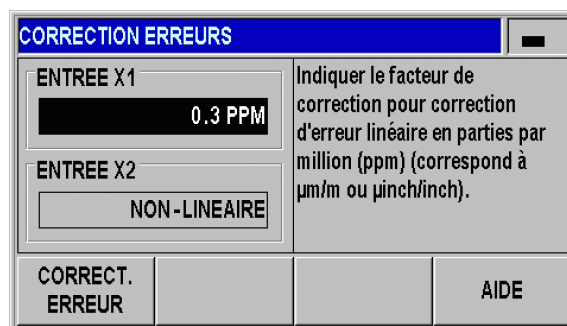 CORRECTION ERREURS
ENTREE X1
0.3 PPM
ENTREE X2
NON-LINEAIRE
Indiquer le facteur de
correction pour correction
d'erreur linéaire en parties par
million (ppm) (correspond à
µm/m ou µinch/inch).
CORRECT.
ERREUR
AIDE